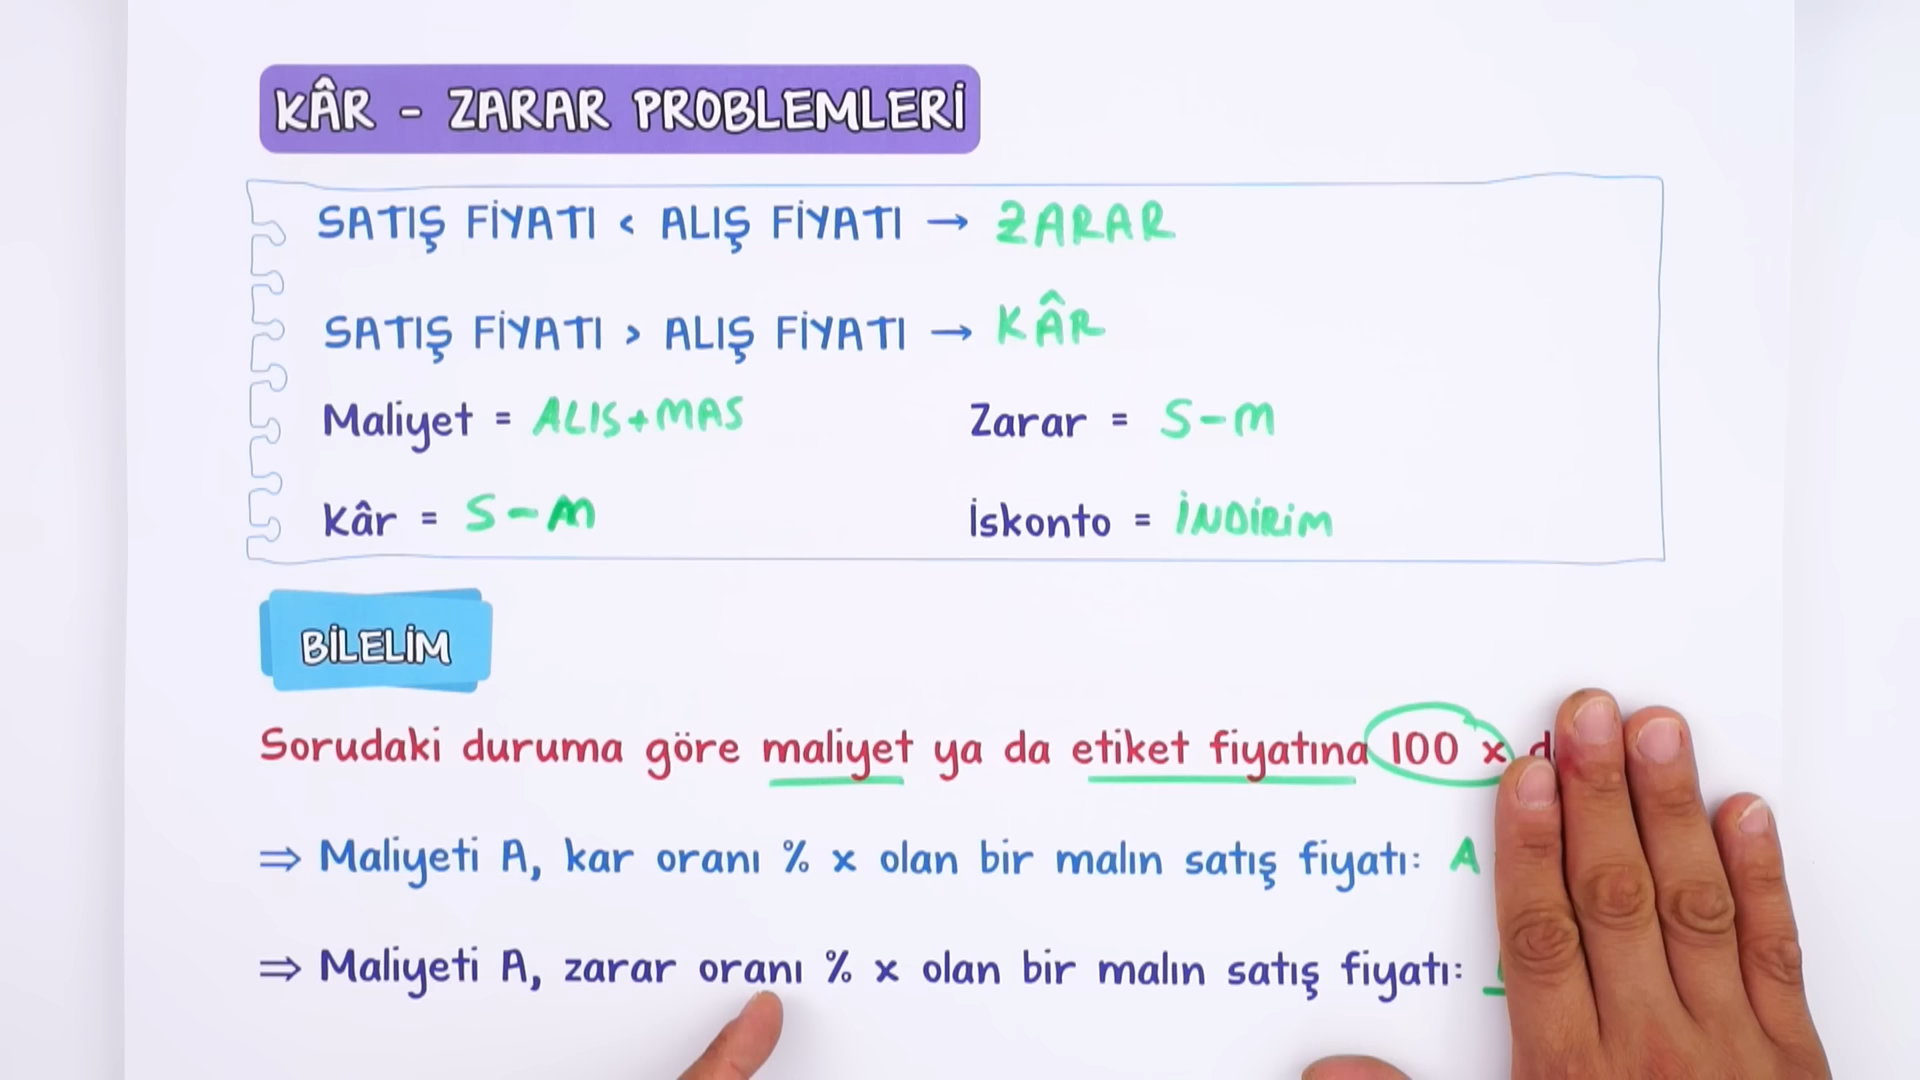 KÂR - ZARAR PROBLEMLERİ
SATIŞ FİYATI < ALIŞ FİYATI → ZARAR
SATIŞ FİYATI > ALIŞ FİYATI → KÂR
Maliyet = ALIS+MAS
Zarar = S-M
Kâr = S-M
İskonto = İNDİRİM
BİLELİM
Sorudaki duruma göre maliyet ya da etiket fiyatına 100 x
⇒ Maliyeti A, kar oranı % x olan bir malın satış fiyatı: A
⇒ Maliyeti A, zarar oranı % x olan bir malın satış fiyatı: